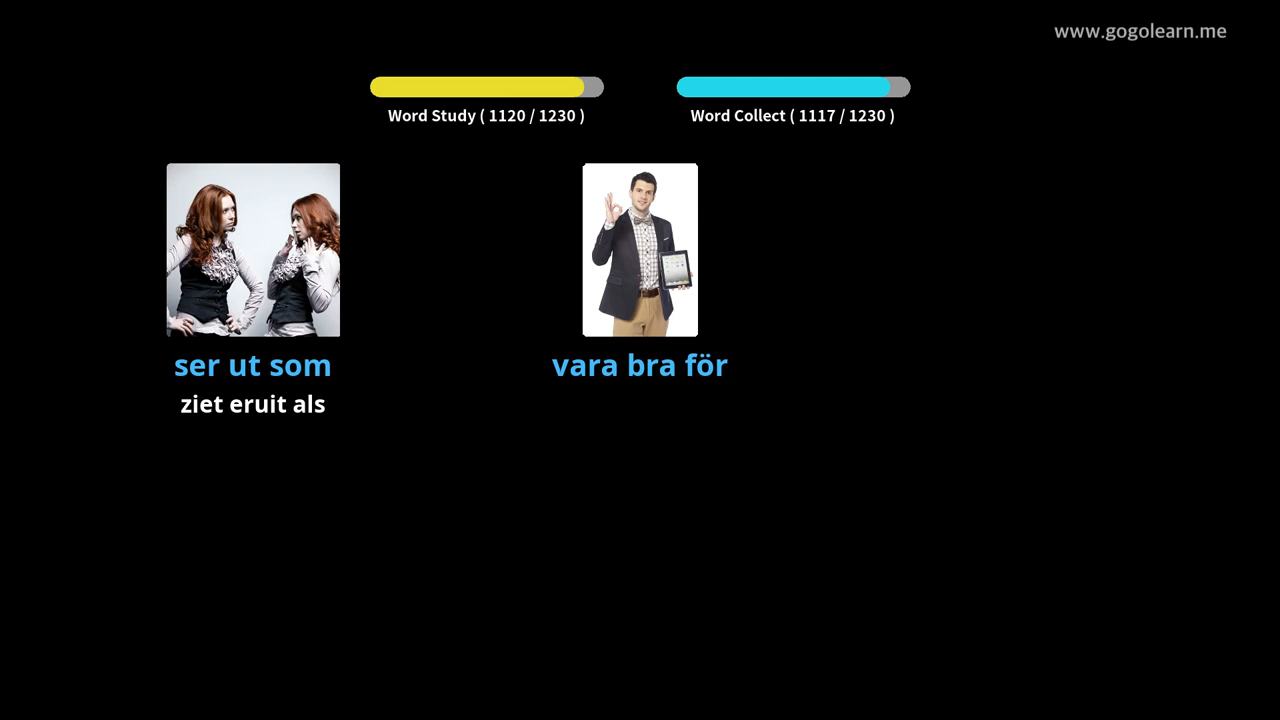 www.gogolearn.me
Word Study ( 1120 / 1230 )
Word Collect ( 1117 / 1230 )
ser ut som
vara bra för
ziet eruit als